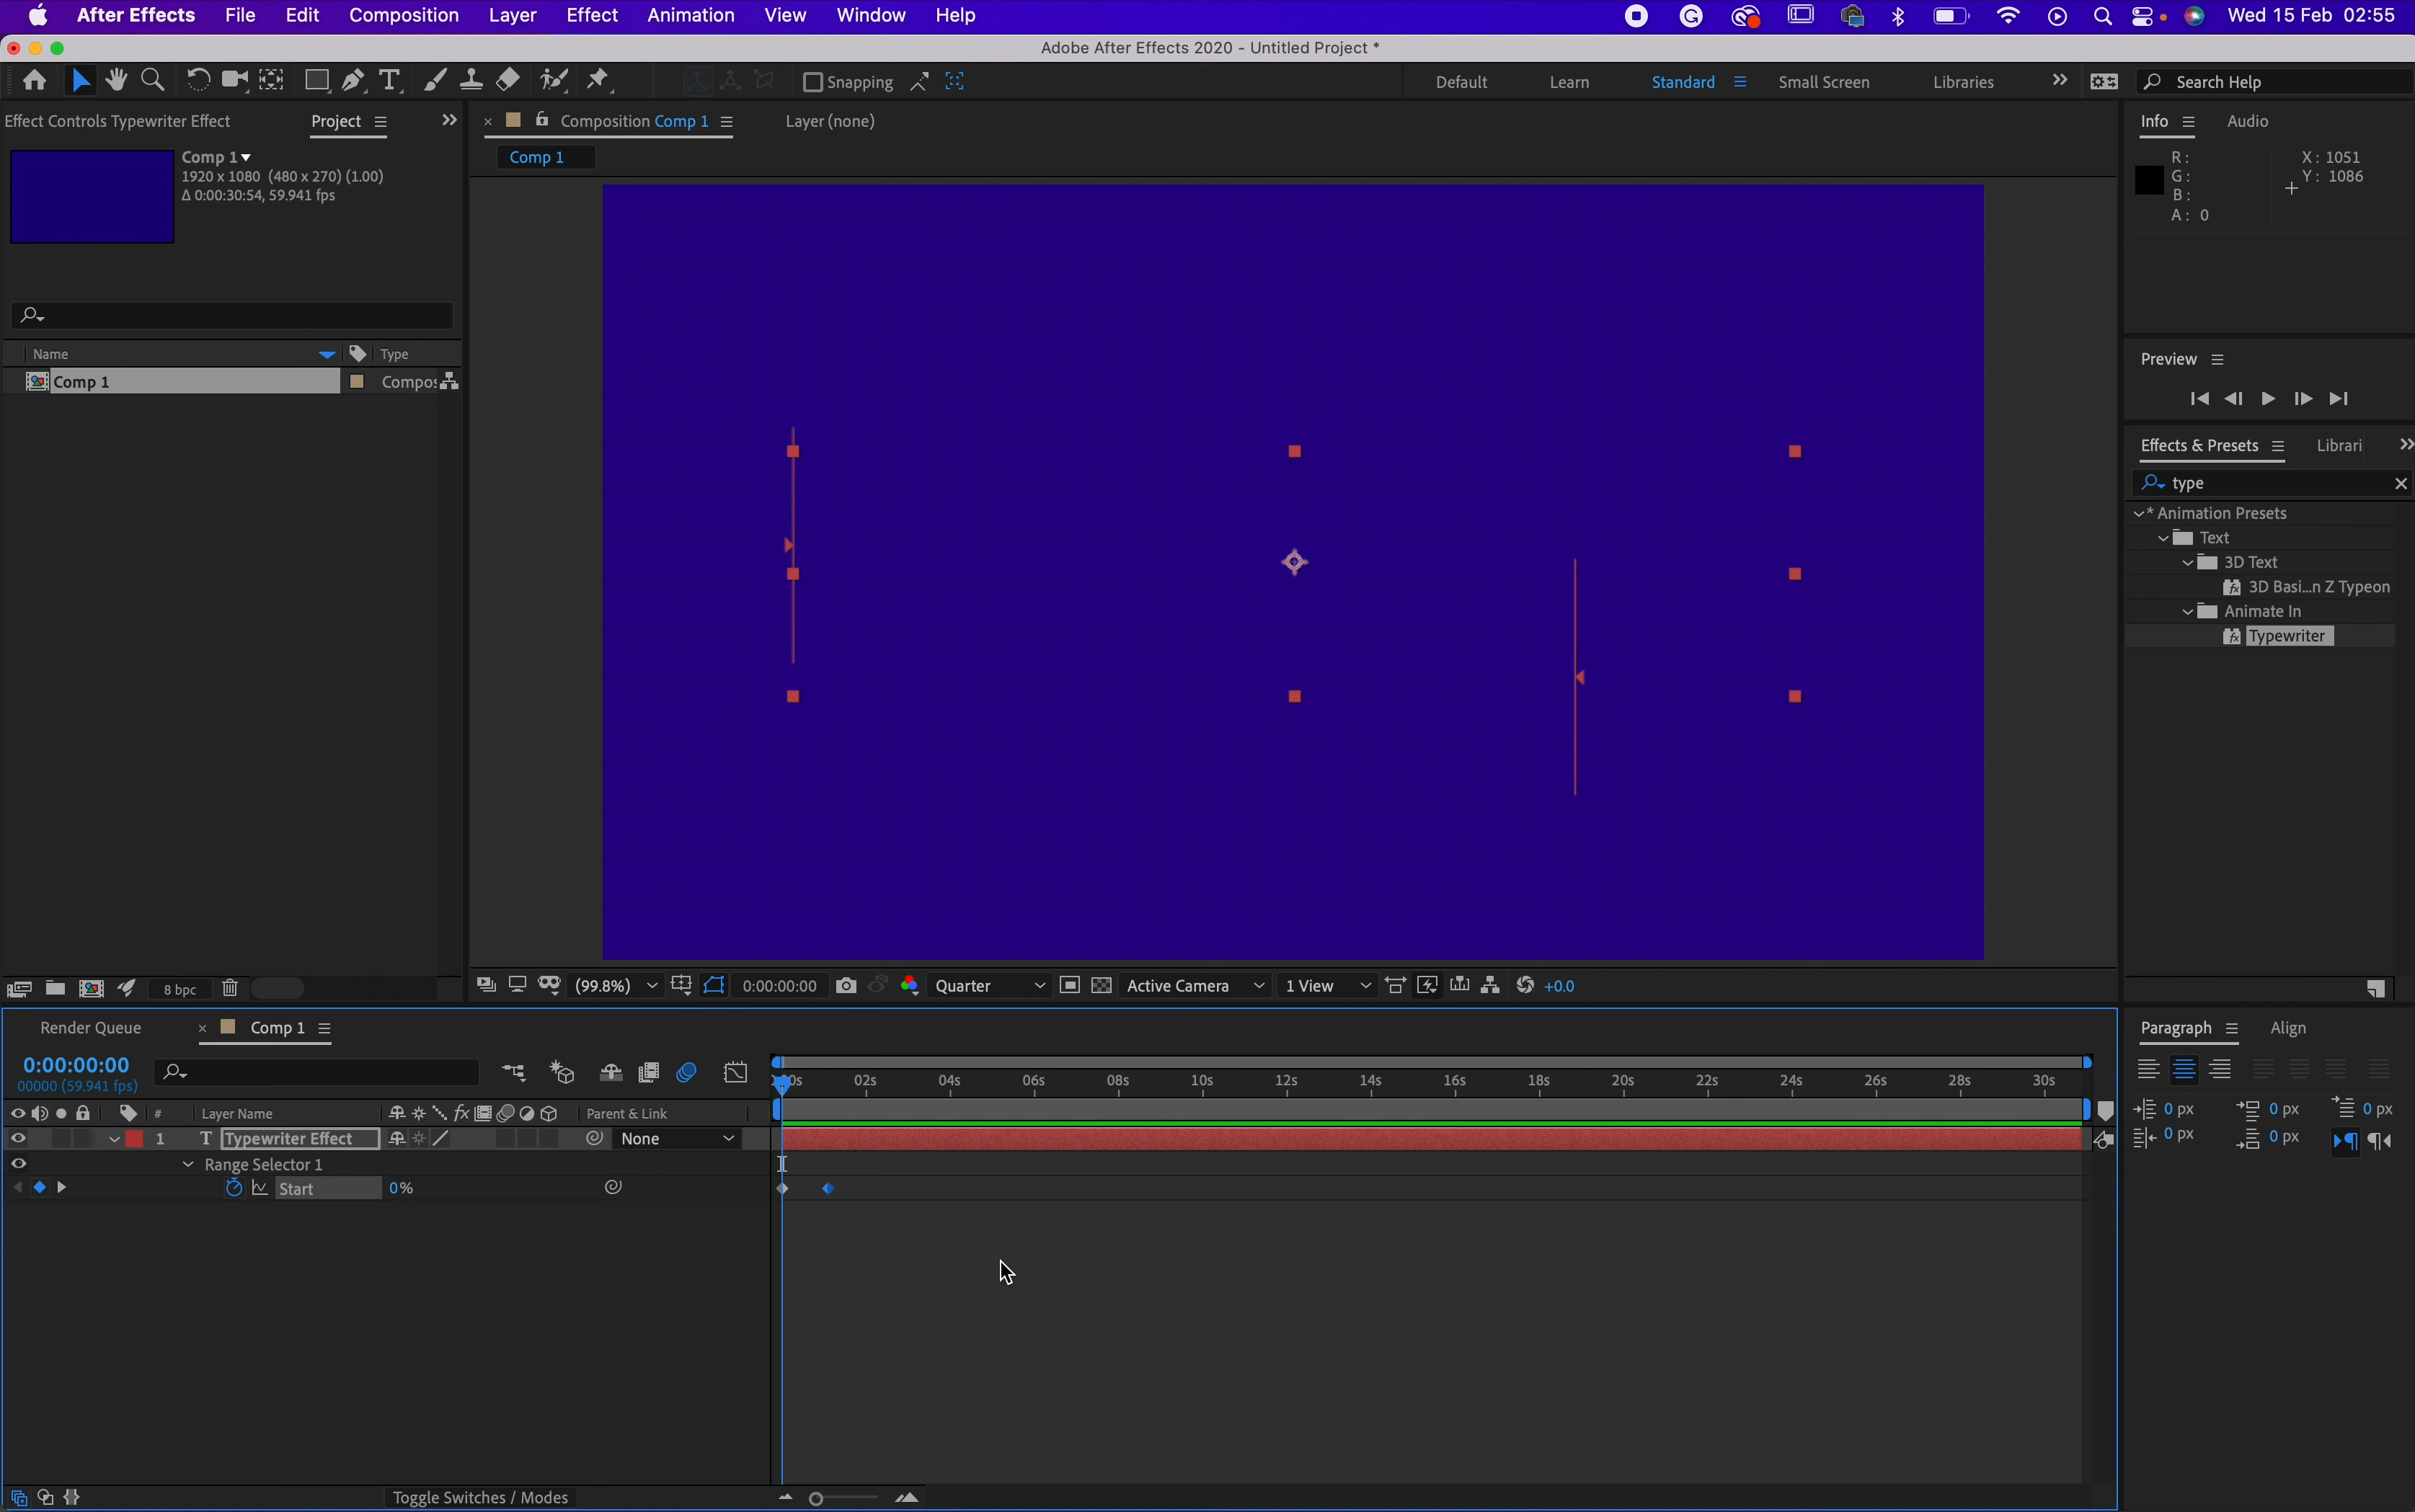 After Effects File Edit Composition Layer Effect Animation View Window Help Wed 15 Feb 02:55
Adobe After Effects 2020 - Untitled Project *
Snapping Default Learn Standard Small Screen Libraries Search Help
Effect Controls Typewriter Effect Project
Composition Comp 1 Layer (none)
Info Audio
Comp 1
1920 x 1080 (480 x 270) (1.00)
Δ 0:00:30:54, 59.941 fps
Comp 1
R:
G:
B:
A: 0
X: 1051
Y: 1086
Name Type
Comp 1 Compos
Preview
Effects & Presets Librari
type
* Animation Presets
Text
3D Text
3D Basi...n Z Typeon
Animate In
Typewriter
8 bpc
(99.8%) 0:00:00:00 Quarter Active Camera 1 View +0.0
Render Queue Comp 1
0:00:00:00
00000 (59.941 fps)
02s 04s 06s 08s 10s 12s 14s 16s 18s 20s 22s 24s 26s 28s 30s
# Layer Name fx Parent & Link
1 T Typewriter Effect None
Range Selector 1
Start 0%
Toggle Switches / Modes
Paragraph Align
0 px 0 px 0 px
0 px 0 px